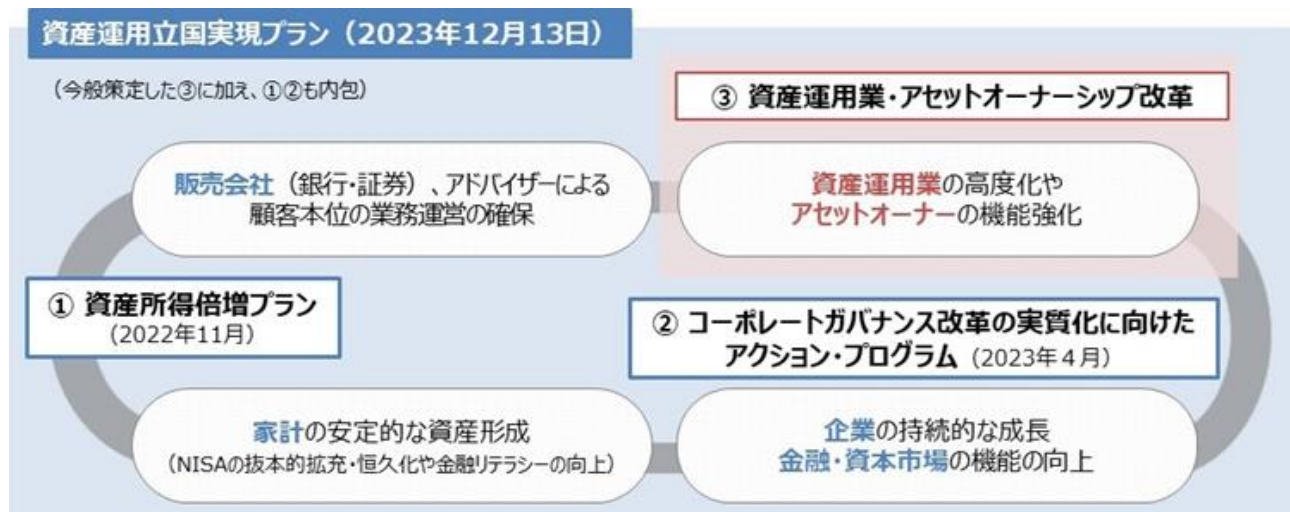 資産運用立国実現プラン（2023年12月13日）
（今般策定した③に加え、①②も内包）
③ 資産運用業・アセットオーナーシップ改革
販売会社（銀行・証券）、アドバイザーによる
顧客本位の業務運営の確保
資産運用業の高度化や
アセットオーナーの機能強化
① 資産所得倍増プラン
（2022年11月）
② コーポレートガバナンス改革の実質化に向けた
アクション・プログラム（2023年４月）
家計の安定的な資産形成
（NISAの抜本的拡充・恒久化や金融リテラシーの向上）
企業の持続的な成長
金融・資本市場の機能の向上